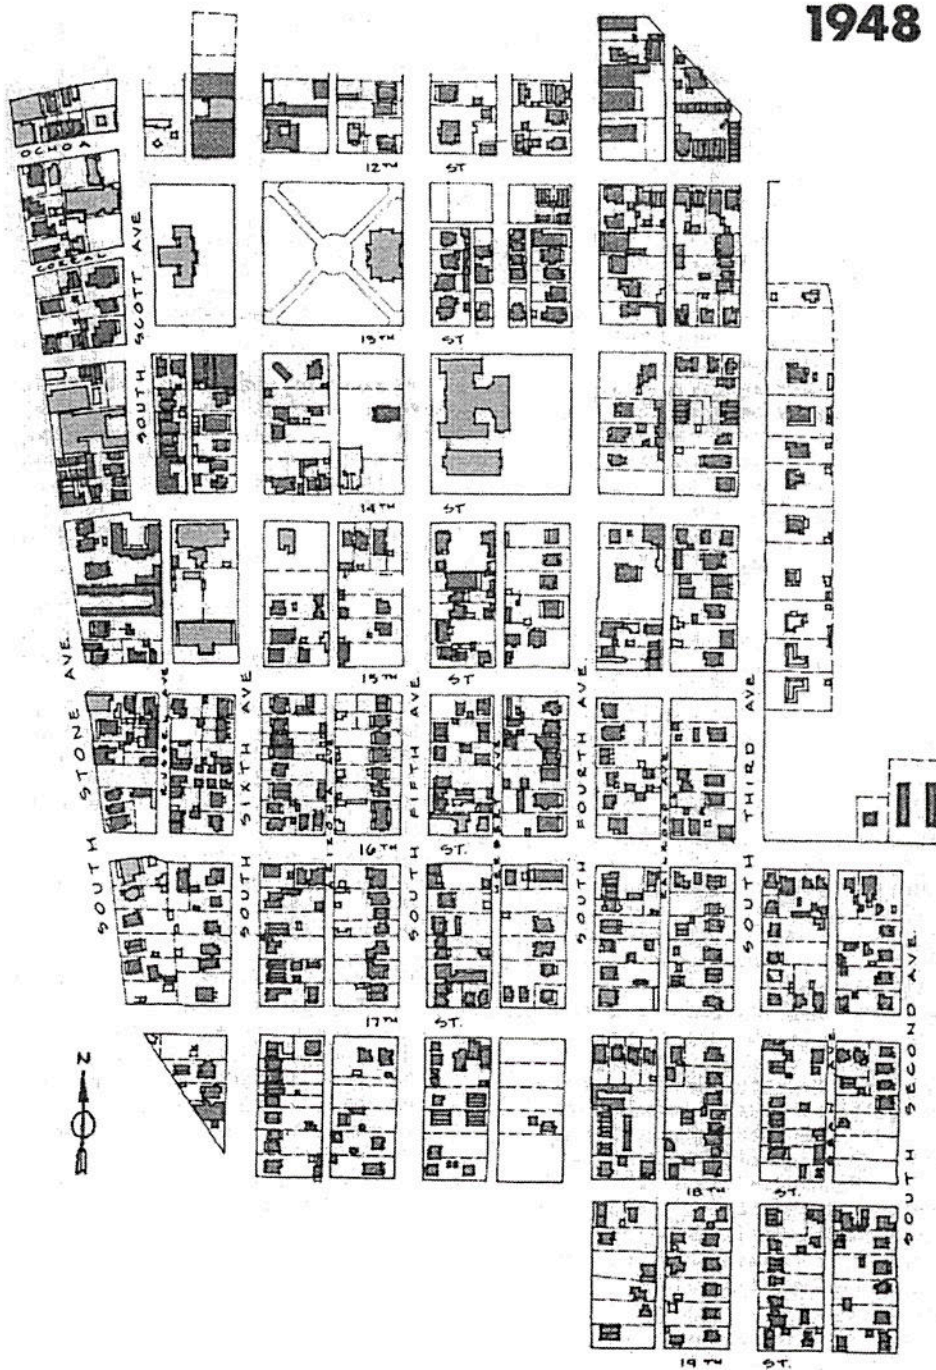 1948
OCHOA
12TH ST
CORRAL
SOUTH SCOTT AVE
13TH ST
14TH ST
15TH ST
RUSSELL AVE
SOUTH STONE AVE.
SOUTH SIXTH AVE
SOUTH FIFTH AVE
SOUTH FOURTH AVE.
SOUTH THIRD AVE
16TH ST.
17TH ST.
SOUTH SECOND AVE.
N
18TH ST.
19TH ST.